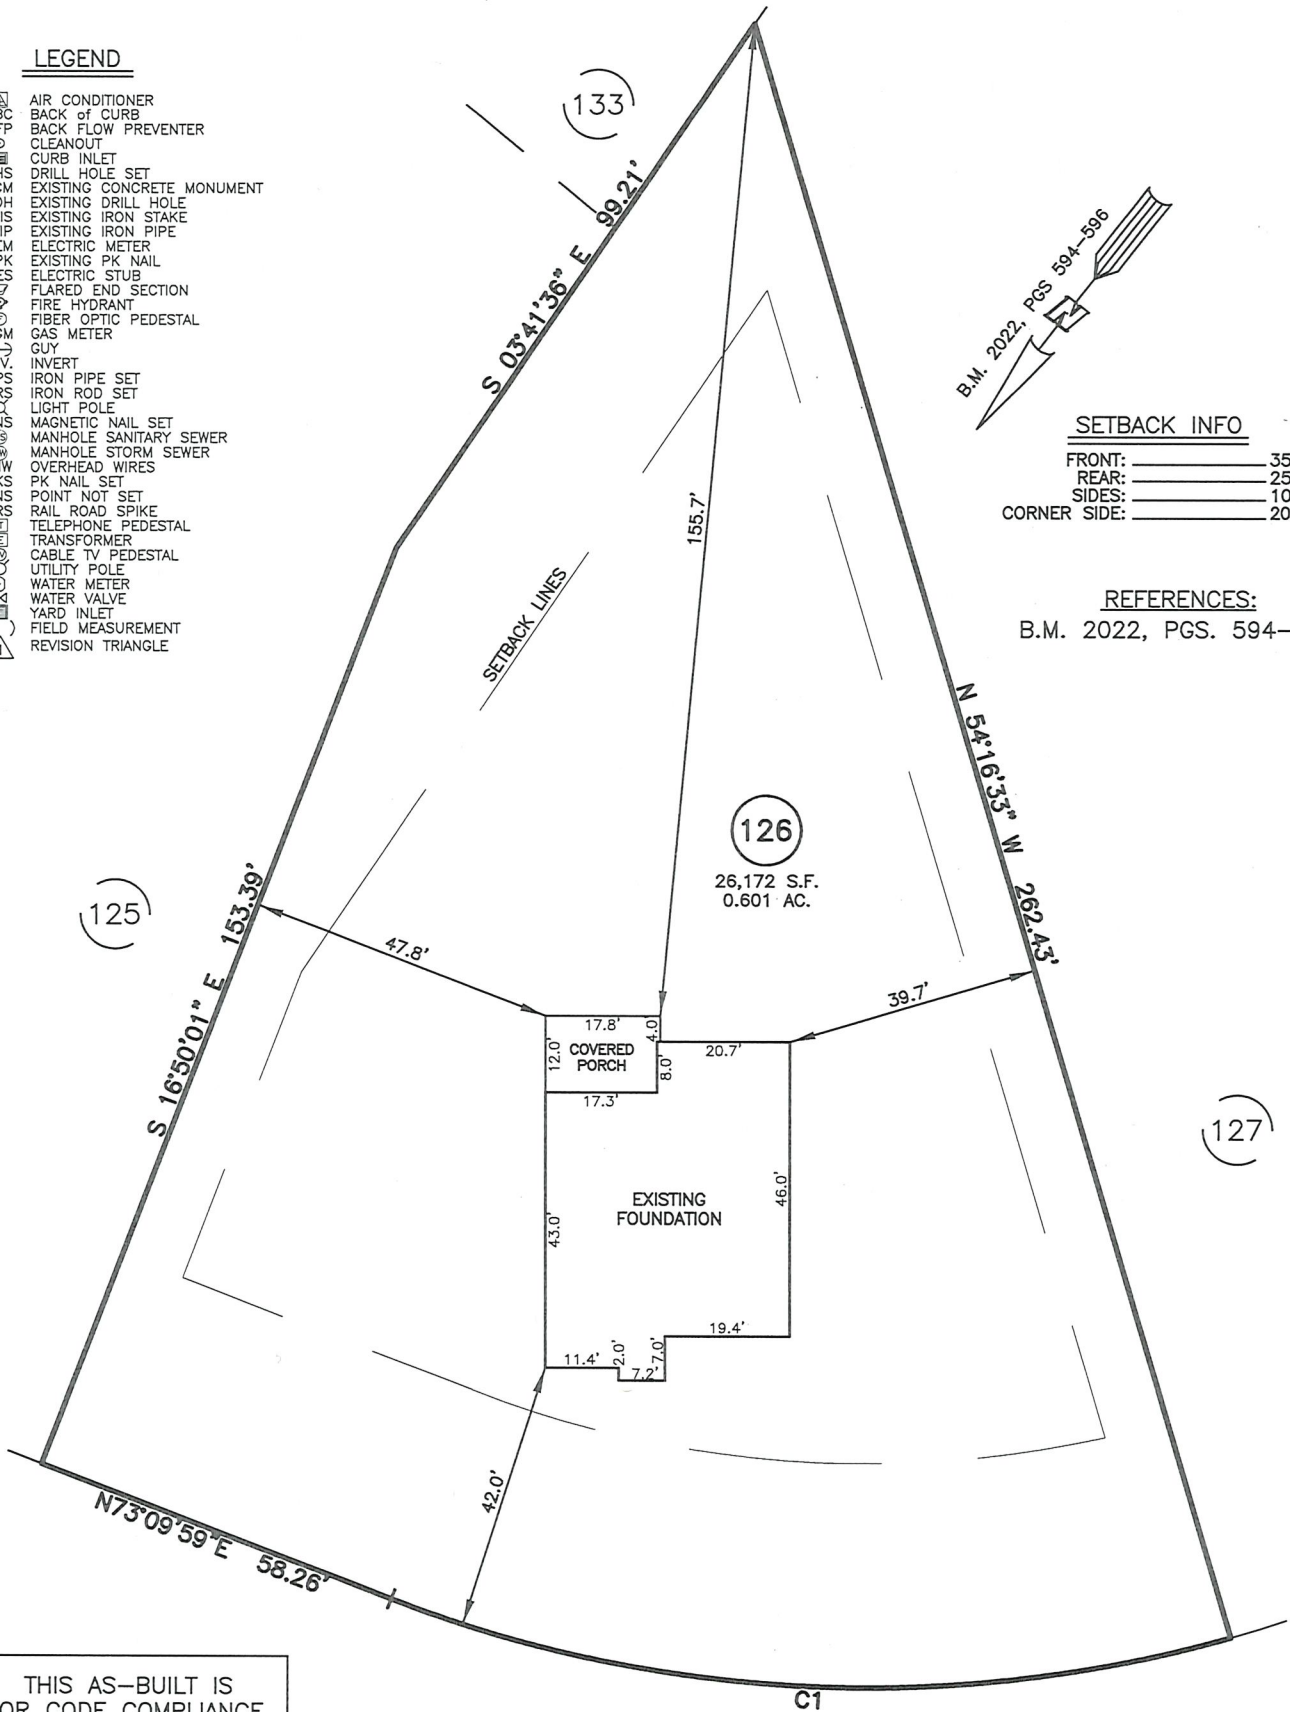 LEGEND
AIR CONDITIONER
BACK of CURB
BACK FLOW PREVENTER
CLEANOUT
CURB INLET
DRILL HOLE SET
EXISTING CONCRETE MONUMENT
EXISTING DRILL HOLE
EXISTING IRON STAKE
EXISTING IRON PIPE
ELECTRIC METER
EXISTING PK NAIL
ELECTRIC STUB
FLARED END SECTION
FIRE HYDRANT
FIBER OPTIC PEDESTAL
GAS METER
GUY
INVERT
IRON PIPE SET
IRON ROD SET
LIGHT POLE
MAGNETIC NAIL SET
MANHOLE SANITARY SEWER
MANHOLE STORM SEWER
OVERHEAD WIRES
PK NAIL SET
POINT NOT SET
RAIL ROAD SPIKE
TELEPHONE PEDESTAL
TRANSFORMER
CABLE TV PEDESTAL
UTILITY POLE
WATER METER
WATER VALVE
YARD INLET
FIELD MEASUREMENT
REVISION TRIANGLE
133
S 03°41'36" E 99.21'
B.M. 2022, PGS 594-596
N
SETBACK INFO
FRONT: 35
REAR: 25
SIDES: 10
CORNER SIDE: 20
REFERENCES:
B.M. 2022, PGS. 594-
155.7'
SETBACK LINES
N 54°16'33" W 262.43'
126
26,172 S.F.
0.601 AC.
125
S 16°50'01" E 153.39'
47.8'
39.7'
17.8'
4.0'
12.0'
COVERED
PORCH
8.0'
20.7'
17.3'
127
EXISTING
FOUNDATION
46.0'
43.0'
19.4'
11.4'
2.0'
7.0'
7.2'
42.0'
N73°09'59"E 58.26'
C1
THIS AS-BUILT IS
OR CODE COMPLIANCE